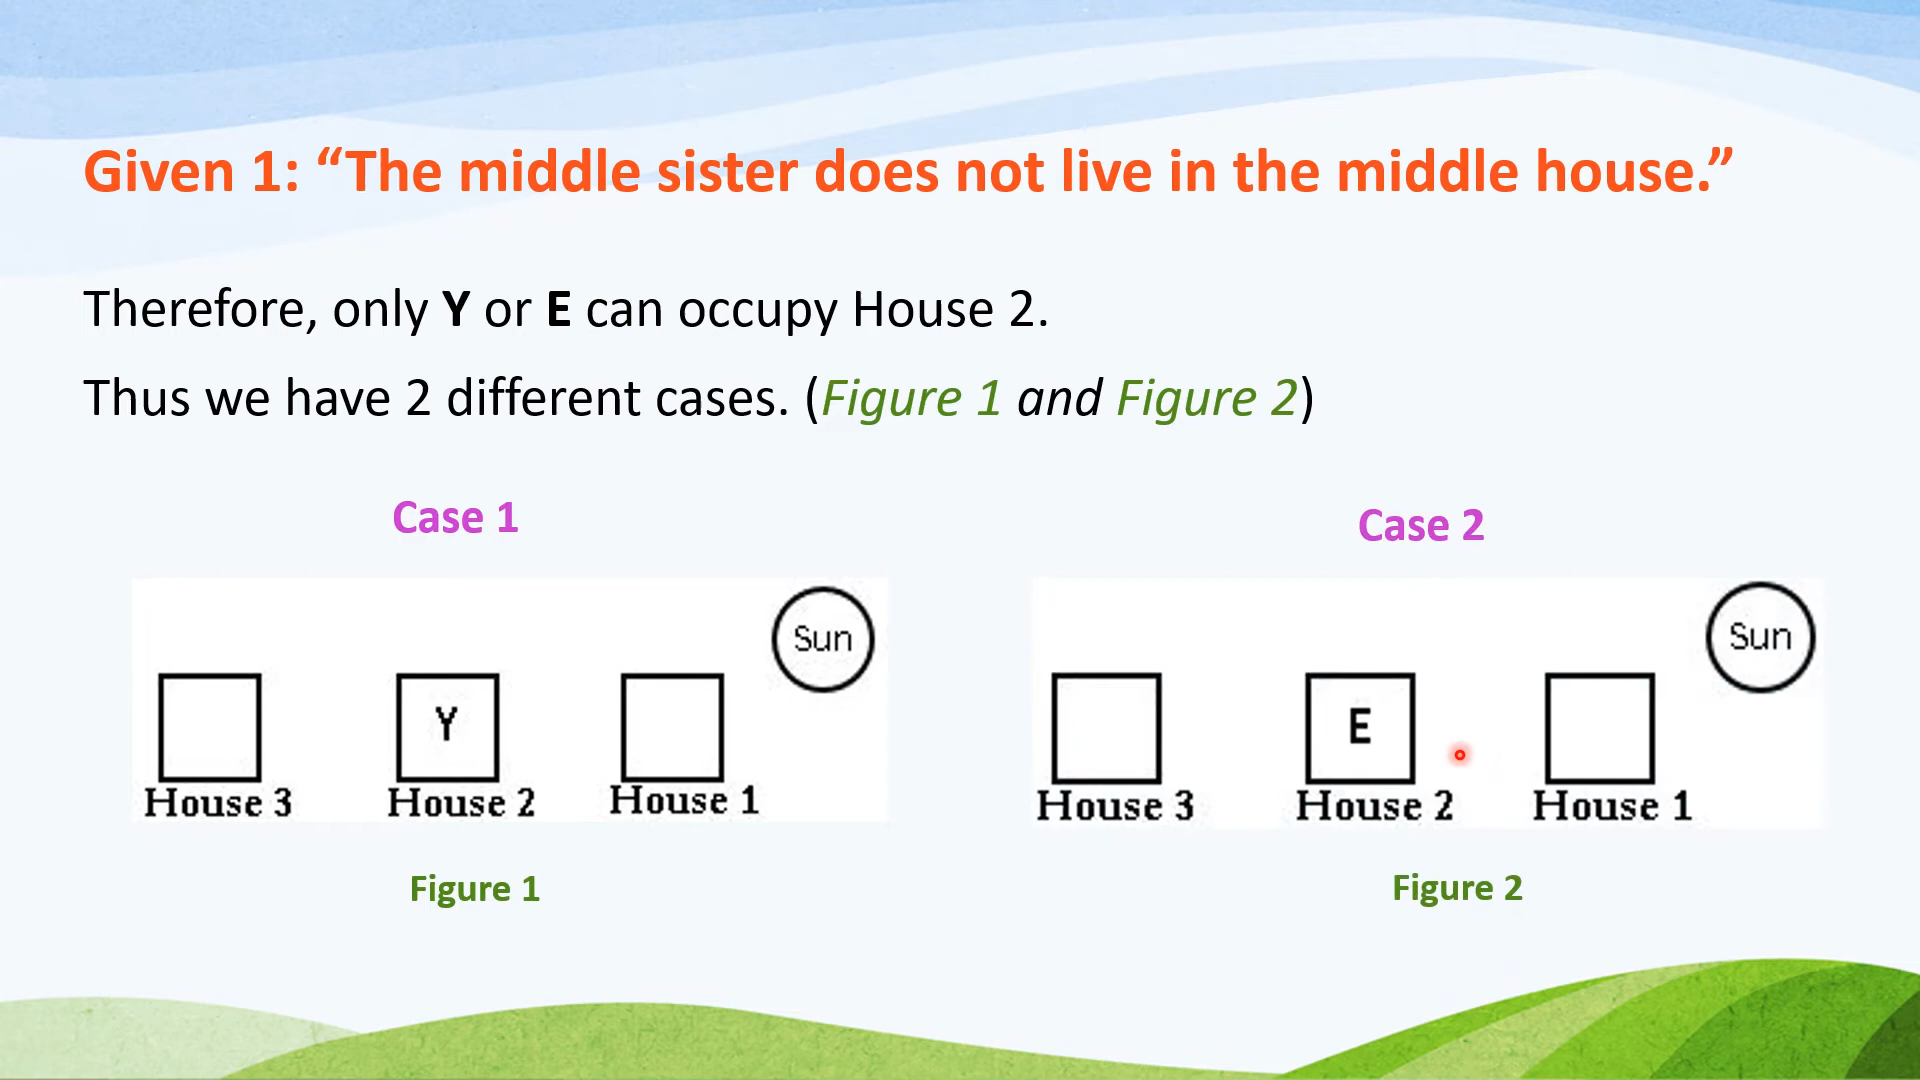 Given 1: “The middle sister does not live in the middle house.”
Therefore, only Y or E can occupy House 2.
Thus we have 2 different cases. (Figure 1 and Figure 2)
Case 1
Sun
Y
House 3 House 2 House 1
Figure 1
Case 2
Sun
E
House 3 House 2 House 1
Figure 2